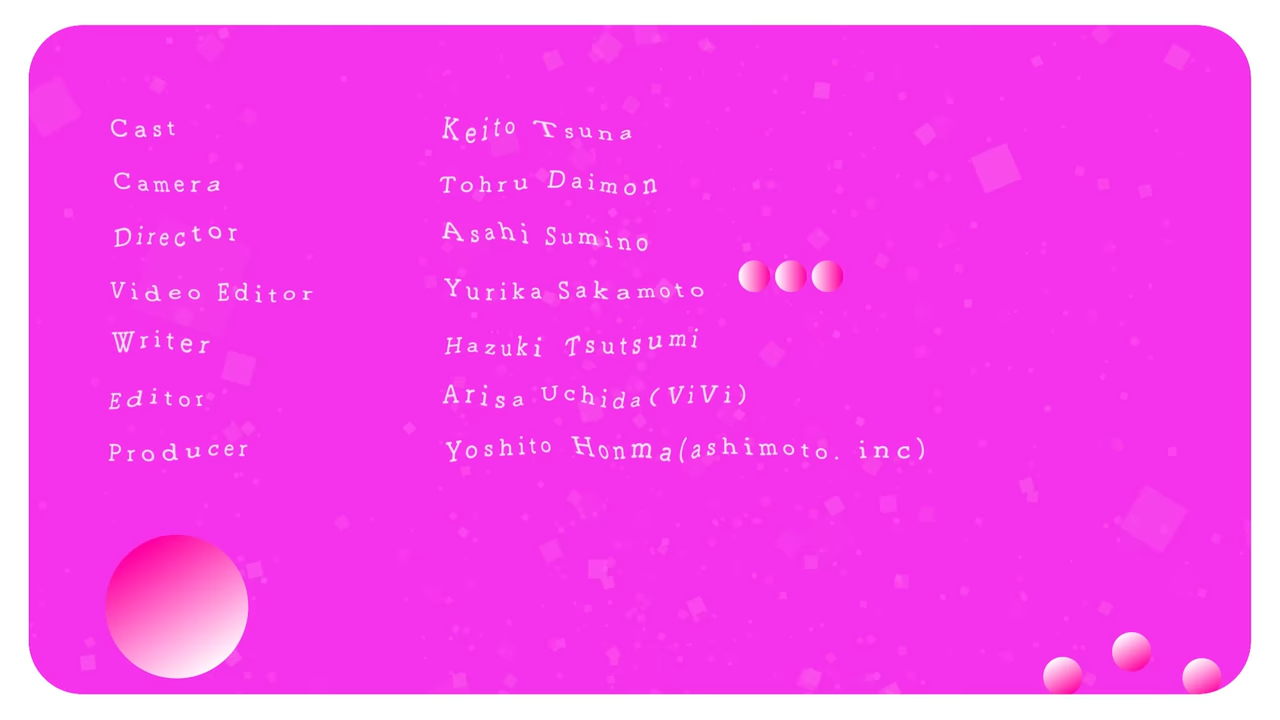 Cast Keito Tsuna
Camera Tohru Daimon
Director Asahi Sumino
Video Editor Yurika Sakamoto
Writer Hazuki Tsutsumi
Editor Arisa Uchida(ViVi)
Producer Yoshito Honma(ashimoto. inc)